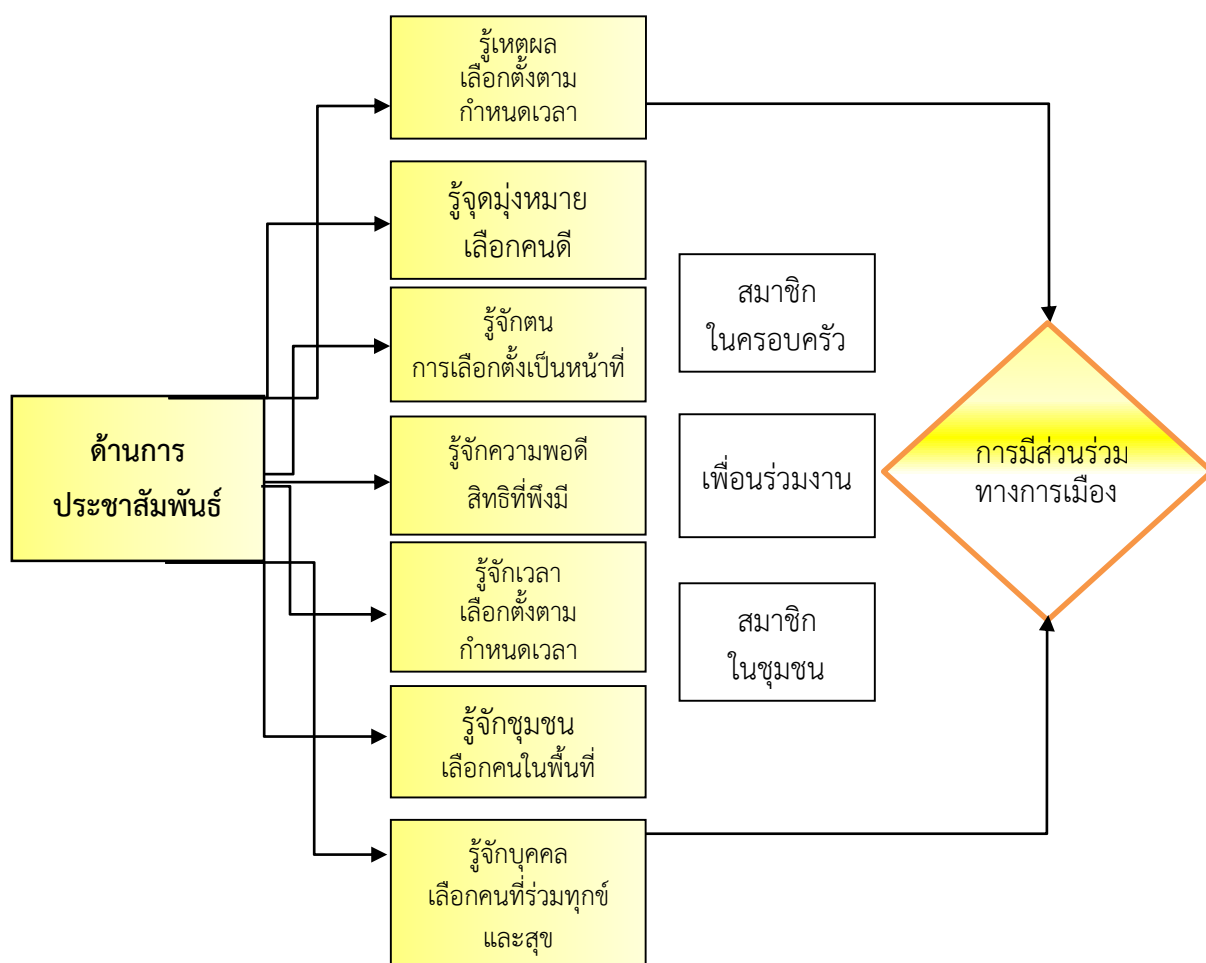 รู้เหตผล
เลือกตั้งตาม
กำหนดเวลา
รู้จุดมุ่งหมาย
เลือกคนดี
รู้จักตน
การเลือกตั้งเป็นหน้าที่
ด้านการ
ประชาสัมพันธ์
รู้จักความพอดี
สิทธิที่พึงมี
รู้จักเวลา
เลือกตั้งตาม
กำหนดเวลา
รู้จักชุมชน
เลือกคนในพื้นที่
รู้จักบุคคล
เลือกคนที่ร่วมทุกข์
และสุข
สมาชิก
ในครอบครัว
เพื่อนร่วมงาน
สมาชิก
ในชุมชน
การมีส่วนร่วม
ทางการเมือง